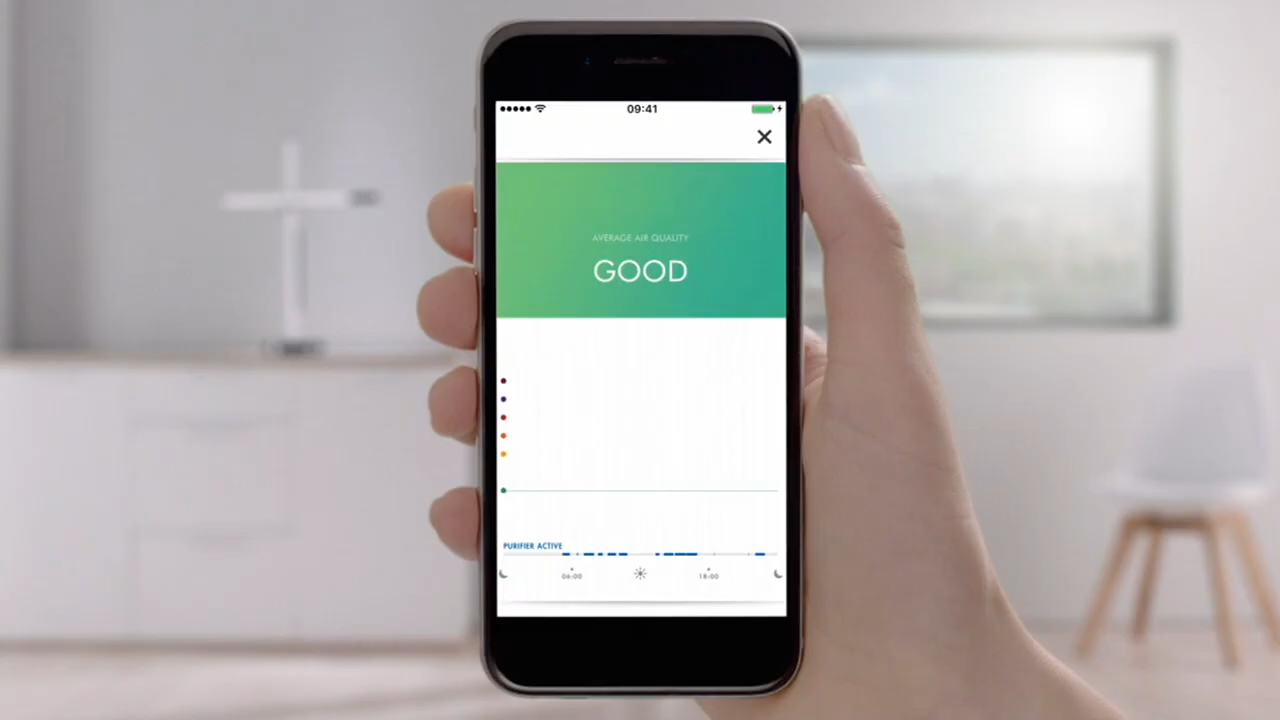 09:41
AVERAGE AIR QUALITY
GOOD
PURIFIER ACTIVE
06:00 18:00